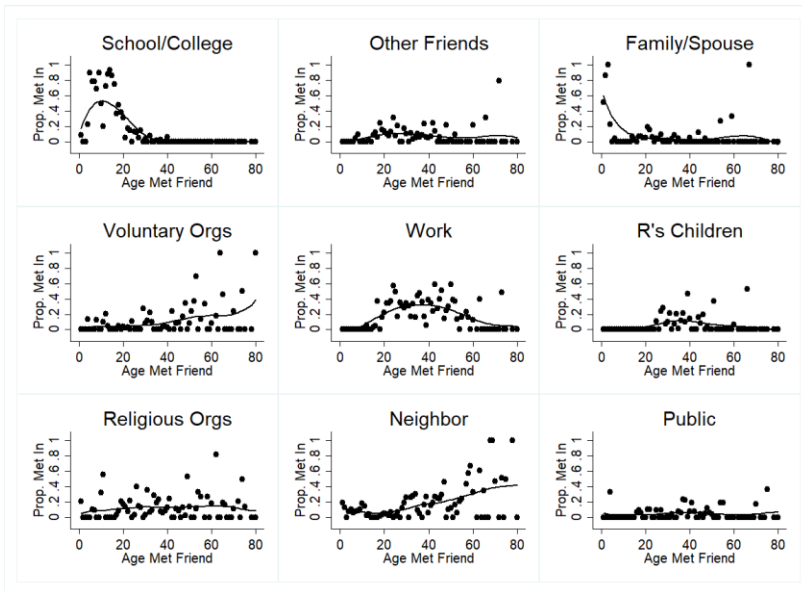 School/College
Prop. Met In
0 .2 .4 .6 .8 1
0 20 40 60 80
Age Met Friend
Other Friends
Prop. Met In
0 .2 .4 .6 .8 1
0 20 40 60 80
Age Met Friend
Family/Spouse
Prop. Met In
0 .2 .4 .6 .8 1
0 20 40 60 80
Age Met Friend
Voluntary Orgs
Prop. Met In
0 .2 .4 .6 .8 1
0 20 40 60 80
Age Met Friend
Work
Prop. Met In
0 .2 .4 .6 .8 1
0 20 40 60 80
Age Met Friend
R's Children
Prop. Met In
0 .2 .4 .6 .8 1
0 20 40 60 80
Age Met Friend
Religious Orgs
Prop. Met In
0 .2 .4 .6 .8 1
0 20 40 60 80
Age Met Friend
Neighbor
Prop. Met In
0 .2 .4 .6 .8 1
0 20 40 60 80
Age Met Friend
Public
Prop. Met In
0 .2 .4 .6 .8 1
0 20 40 60 80
Age Met Friend